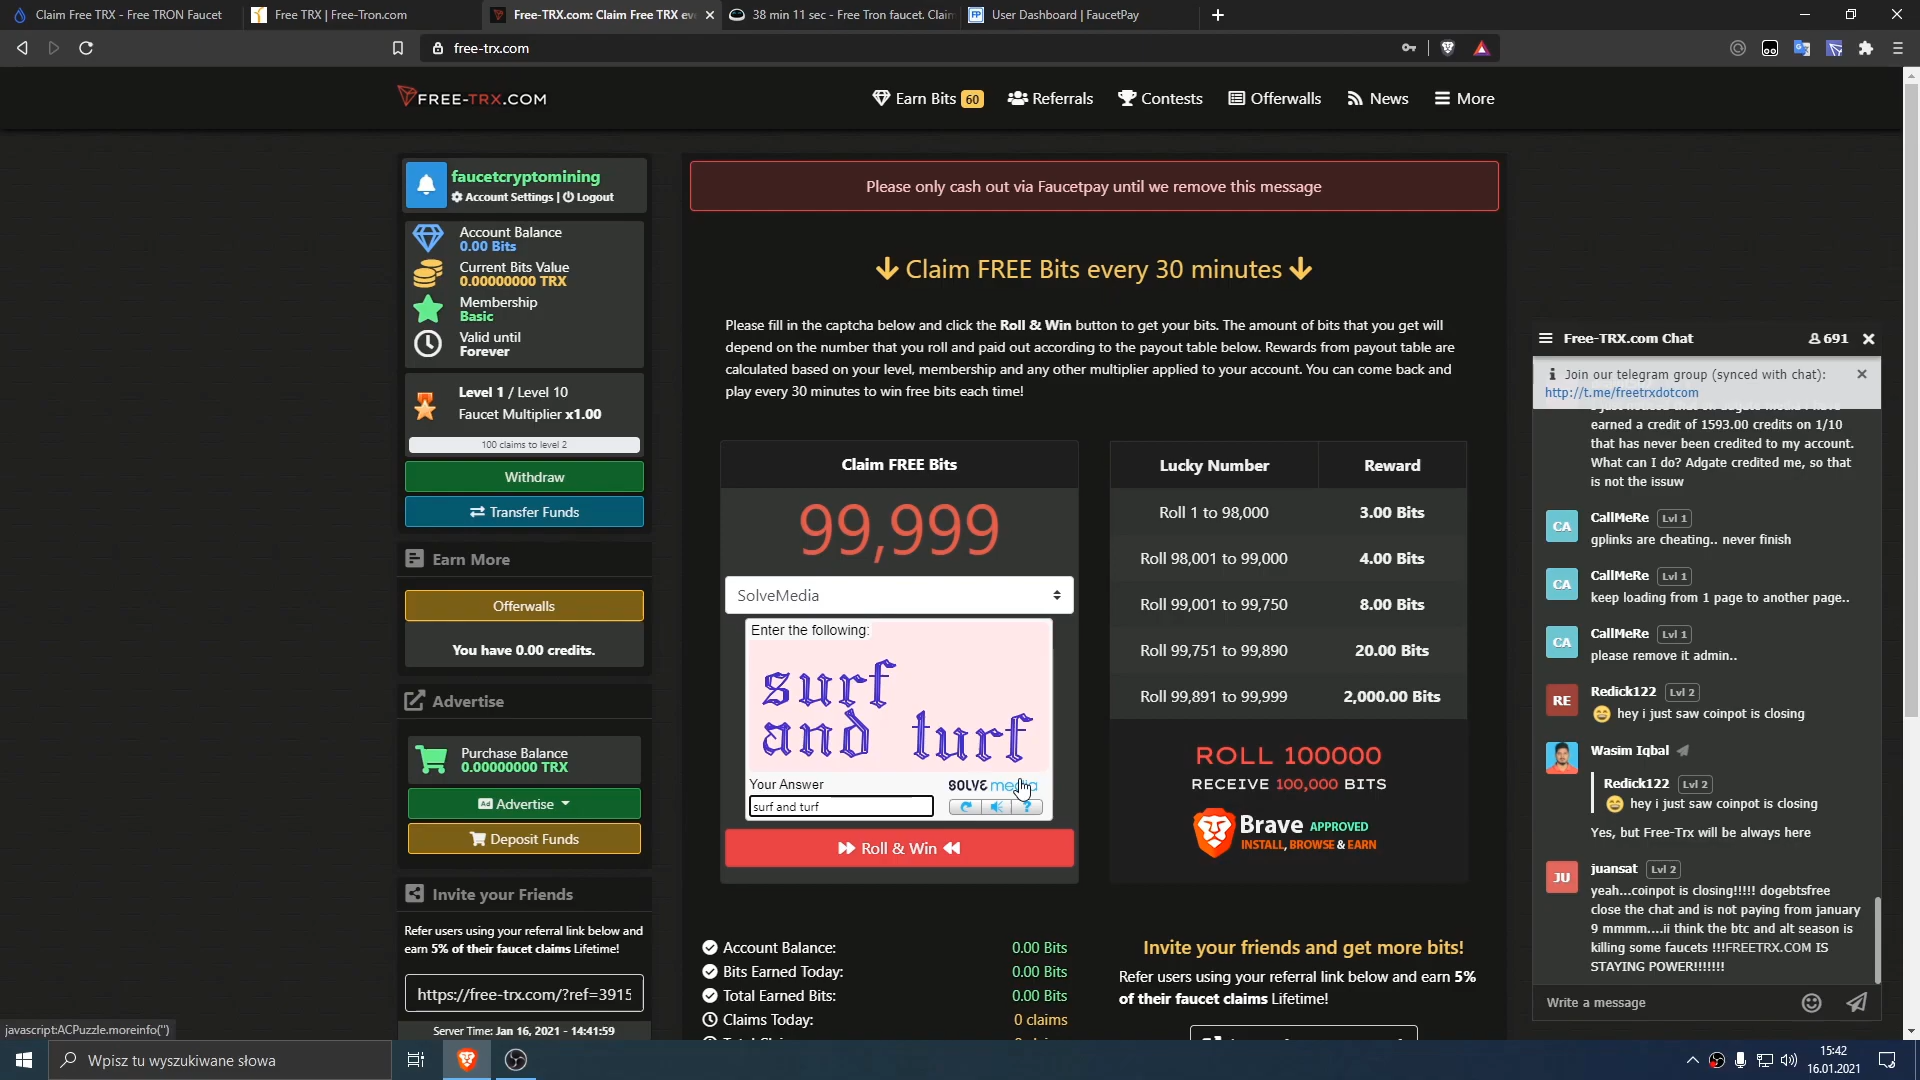 Claim Free TRX - Free TRON Faucet
Free TRX | Free-Tron.com
Free-TRX.com: Claim Free TRX eve
38 min 11 sec - Free Tron faucet. Claim
User Dashboard | FaucetPay
free-trx.com
FREE-TRX.COM
Earn Bits 60
Referrals
Contests
Offerwalls
News
More
faucetcryptomining
Account Settings | Logout
Account Balance
0.00 Bits
Current Bits Value
0.00000000 TRX
Membership
Basic
Valid until
Forever
Level 1 / Level 10
Faucet Multiplier x1.00
100 claims to level 2
Withdraw
Transfer Funds
Earn More
Offerwalls
You have 0.00 credits.
Advertise
Purchase Balance
0.00000000 TRX
Ad Advertise
Deposit Funds
Invite your Friends
Refer users using your referral link below and
earn 5% of their faucet claims Lifetime!
https://free-trx.com/?ref=3915
Server Time: Jan 16, 2021 - 14:41:59
Please only cash out via Faucetpay until we remove this message
Claim FREE Bits every 30 minutes
Please fill in the captcha below and click the Roll & Win button to get your bits. The amount of bits that you get will
depend on the number that you roll and paid out according to the payout table below. Rewards from payout table are
calculated based on your level, membership and any other multiplier applied to your account. You can come back and
play every 30 minutes to win free bits each time!
Claim FREE Bits
99,999
SolveMedia
Enter the following:
surf
and turf
Your Answer
SOLVE media
surf and turf
?
Roll & Win
Lucky Number Reward
Roll 1 to 98,000 3.00 Bits
Roll 98,001 to 99,000 4.00 Bits
Roll 99,001 to 99,750 8.00 Bits
Roll 99,751 to 99,890 20.00 Bits
Roll 99,891 to 99,999 2,000.00 Bits
ROLL 100000
RECEIVE 100,000 BITS
Brave APPROVED
INSTALL, BROWSE & EARN
Account Balance: 0.00 Bits
Bits Earned Today: 0.00 Bits
Total Earned Bits: 0.00 Bits
Claims Today: 0 claims
Invite your friends and get more bits!
Refer users using your referral link below and earn 5%
of their faucet claims Lifetime!
Free-TRX.com Chat
691
Join our telegram group (synced with chat):
http://t.me/freetrxdotcom
earned a credit of 1593.00 credits on 1/10
that has never been credited to my account.
What can I do? Adgate credited me, so that
is not the issuw
CA
CallMeRe Lvl 1
gplinks are cheating.. never finish
CA
CallMeRe Lvl 1
keep loading from 1 page to another page..
CA
CallMeRe Lvl 1
please remove it admin..
RE
Redick122 Lvl 2
hey i just saw coinpot is closing
Wasim Iqbal
Redick122 Lvl 2
hey i just saw coinpot is closing
Yes, but Free-Trx will be always here
JU
juansat Lvl 2
yeah...coinpot is closing!!!!! dogebtsfree
close the chat and is not paying from january
9 mmmm....ii think the btc and alt season is
killing some faucets !!!FREETRX.COM IS
STAYING POWER!!!!!!!
Write a message
javascript:ACPuzzle.moreinfo('')
Wpisz tu wyszukiwane słowa
15:42
16.01.2021